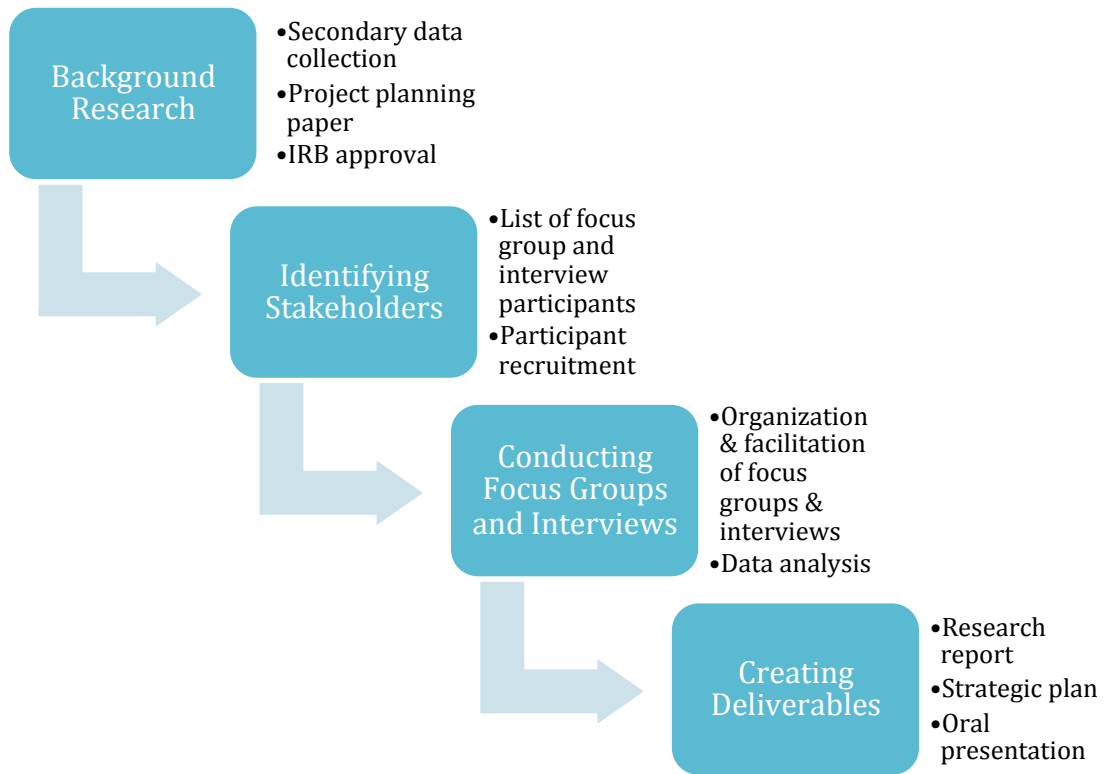 Background
Research
•Secondary data
collection
•Project planning
paper
•IRB approval
Identifying
Stakeholders
•List of focus
group and
interview
participants
•Participant
recruitment
Conducting
Focus Groups
and Interviews
•Organization
& facilitation
of focus
groups &
interviews
•Data analysis
Creating
Deliverables
•Research
report
•Strategic plan
•Oral
presentation